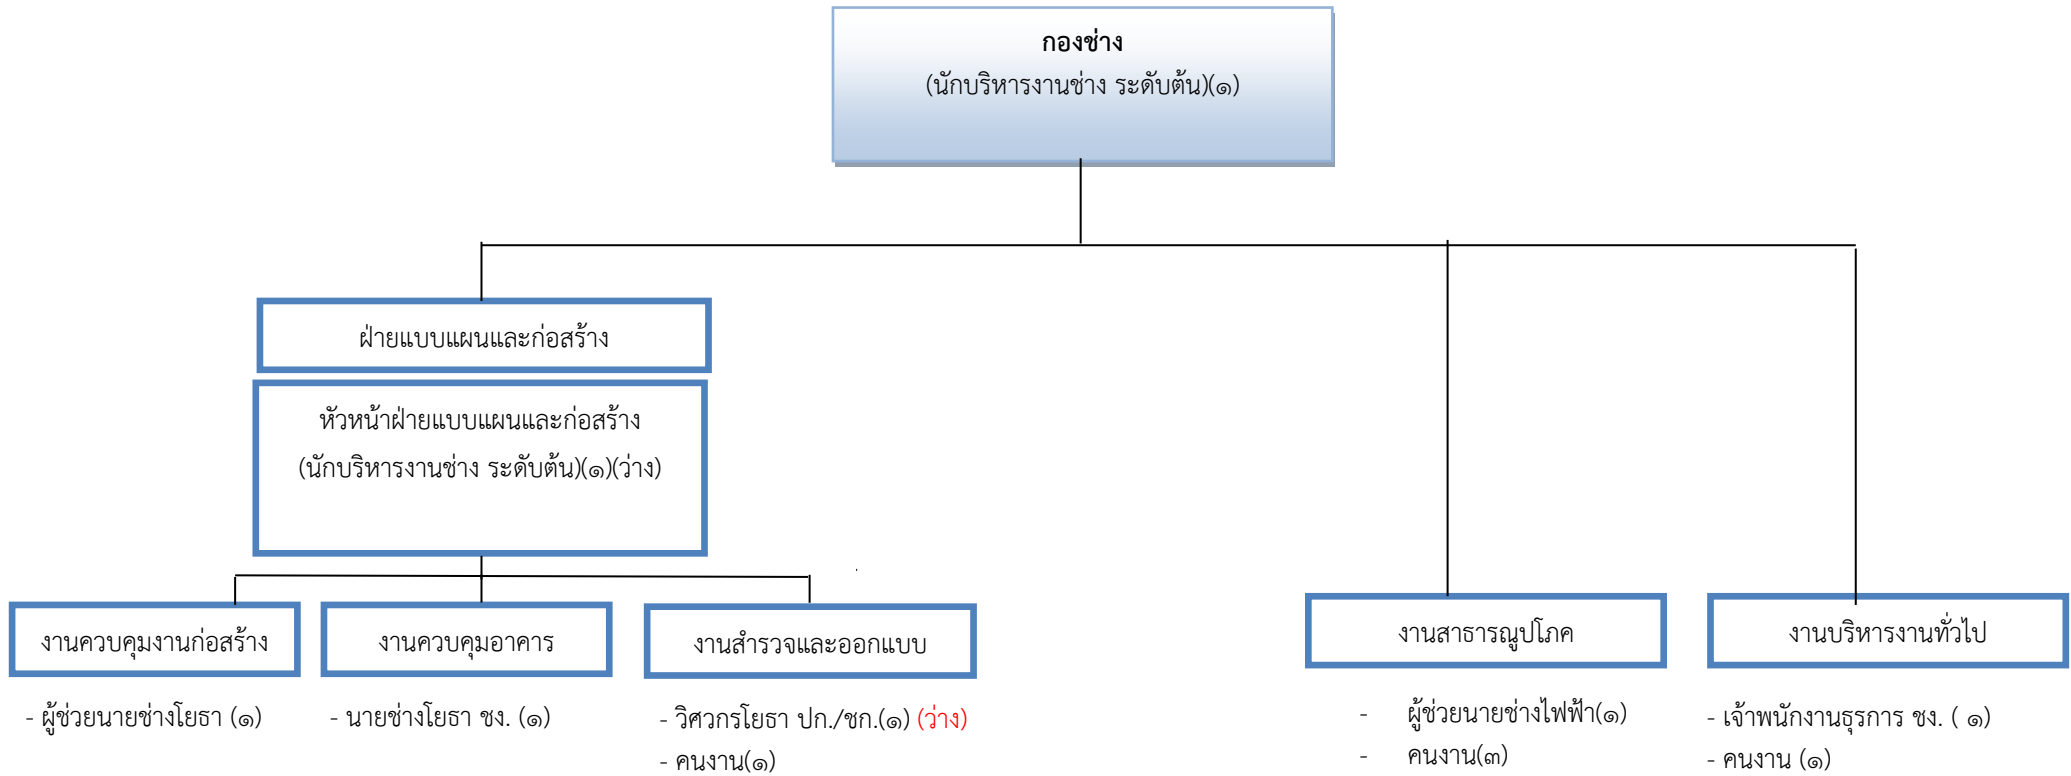 กองช่าง
(นักบริหารงานช่าง ระดับต้น)(๑)
ฝ่ายแบบแผนและก่อสร้าง
หัวหน้าฝ่ายแบบแผนและก่อสร้าง
(นักบริหารงานช่าง ระดับต้น)(๑)(ว่าง)
งานควบคุมงานก่อสร้าง
- ผู้ช่วยนายช่างโยธา (๑)
งานควบคุมอาคาร
- นายช่างโยธา ชง. (๑)
งานสำรวจและออกแบบ
- วิศวกรโยธา ปก./ชก.(๑) (ว่าง)
- คนงาน(๑)
งานสาธารณูปโภค
- ผู้ช่วยนายช่างไฟฟ้า(๑)
- คนงาน(๓)
งานบริหารงานทั่วไป
- เจ้าพนักงานธุรการ ชง. ( ๑)
- คนงาน (๑)